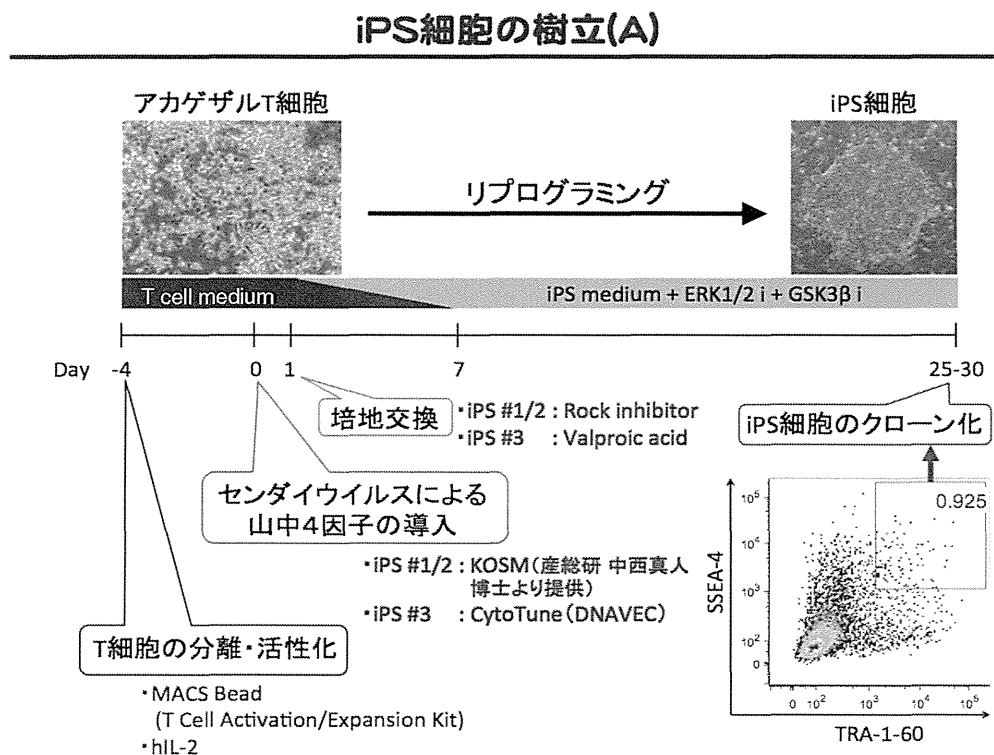 iPS細胞の樹立(A)
アカゲザルT細胞
iPS細胞
リプログラミング
T cell medium
iPS medium + ERK1/2 i + GSK3β i
Day -4 0 1 7 25-30
培地交換
・iPS #1/2 : Rock inhibitor
・iPS #3 : Valproic acid
iPS細胞のクローン化
センダイウイルスによる
山中4因子の導入
・iPS #1/2 : KOSM(産総研 中西真人
博士より提供)
・iPS #3 : CytoTune(DNAVEC)
T細胞の分離・活性化
・MACS Bead
(T Cell Activation/Expansion Kit)
・hIL-2
0.925
SSEA-4
10⁵
10⁴
10³
10²
0
0 10² 10³ 10⁴ 10⁵
TRA-1-60